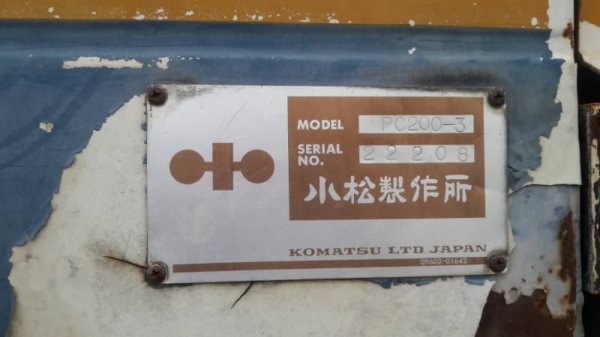 MODEL PC200-3
SERIAL NO. 22208
小松製作所
KOMATSU LTD JAPAN
09602-01643